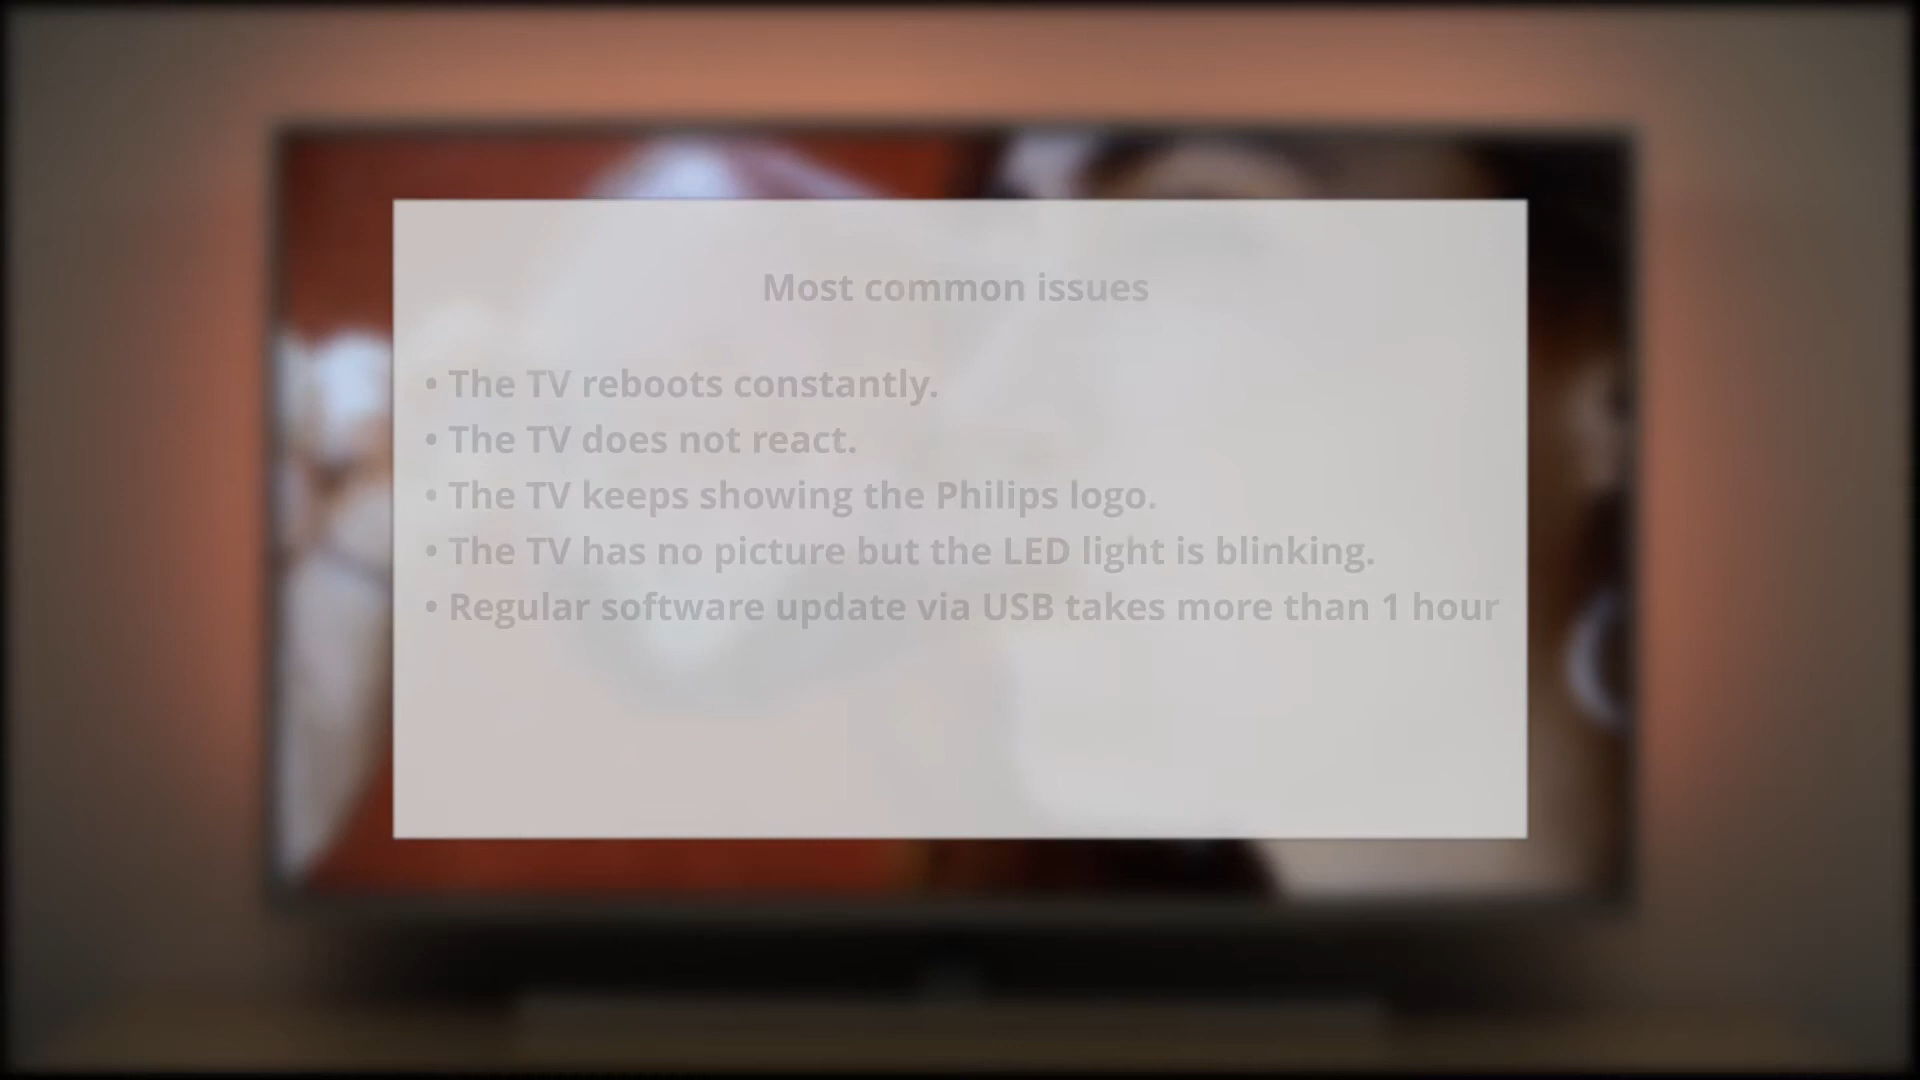 Most common issues
• The TV reboots constantly.
• The TV does not react.
• The TV keeps showing the Philips logo.
• The TV has no picture but the LED light is blinking.
• Regular software update via USB takes more than 1 hour